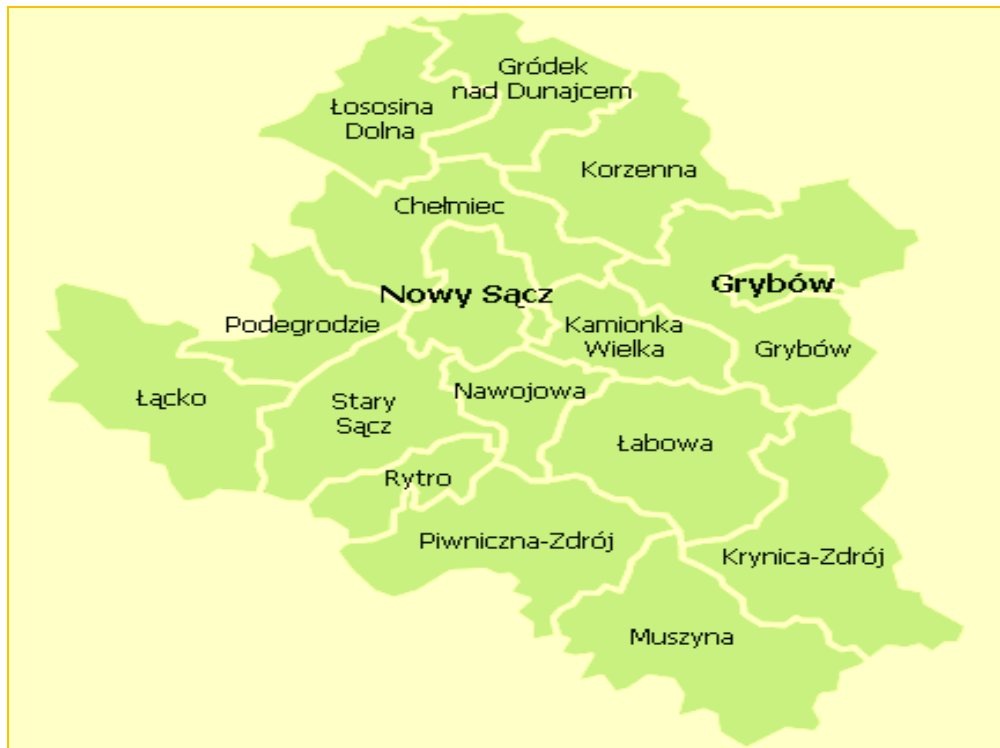 Gródek
nad Dunajcem
Łososina
Dolna
Korzenna
Chełmiec
Nowy Sącz
Grybów
Podegrodzie
Kamionka
Wielka
Grybów
Łącko
Stary
Sącz
Nawojowa
Łabowa
Rytro
Piwniczna-Zdrój
Krynica-Zdrój
Muszyna